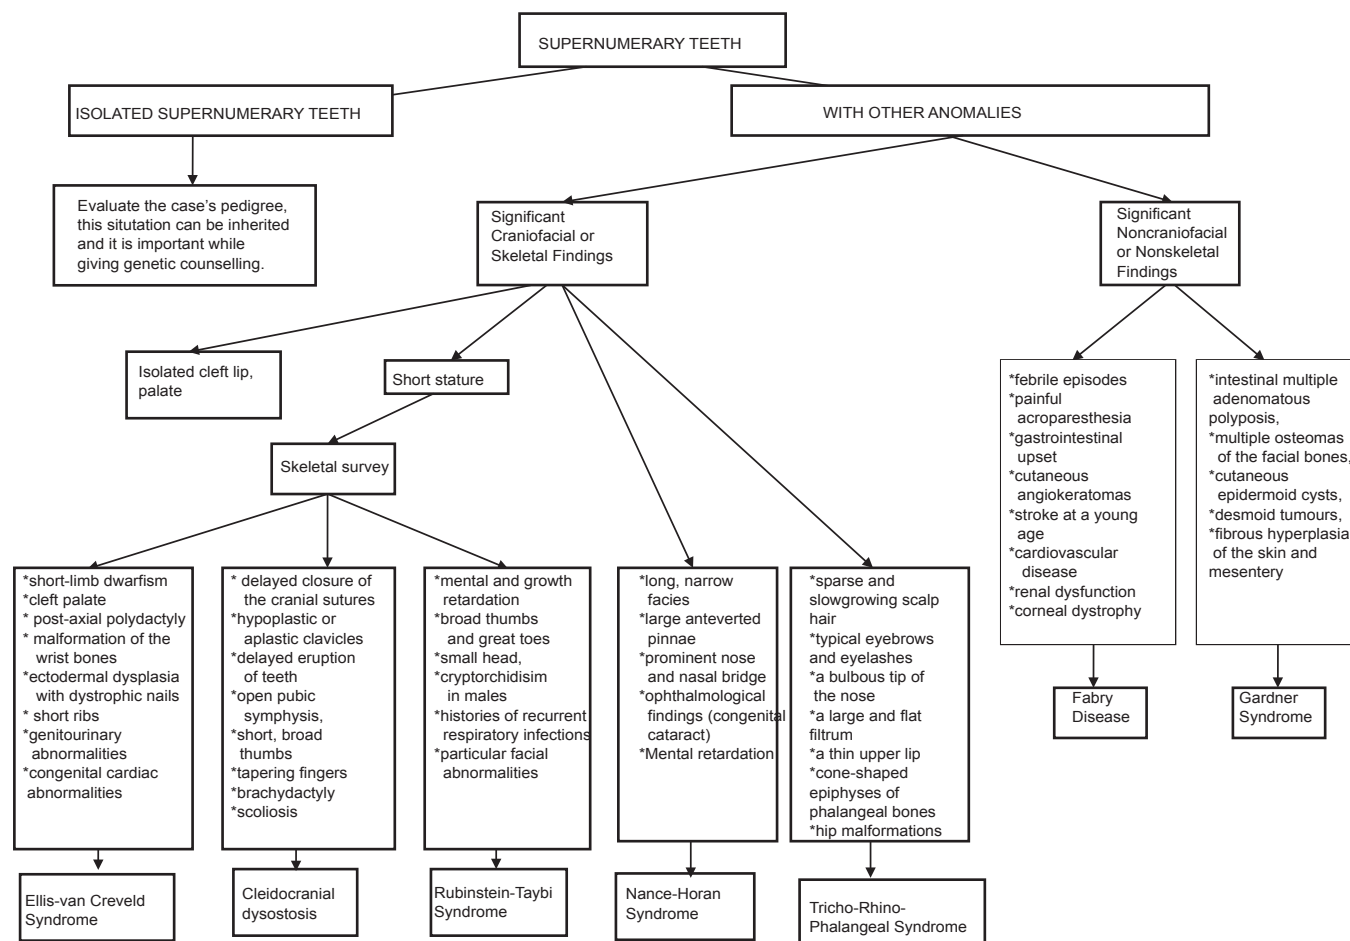 SUPERNUMERARY TEETH
ISOLATED SUPERNUMERARY TEETH
WITH OTHER ANOMALIES
Evaluate the case's pedigree,
this situtation can be inherited
and it is important while
giving genetic counselling.
Significant
Craniofacial or
Skeletal Findings
Significant
Noncraniofacial
or Nonskeletal
Findings
Isolated cleft lip,
palate
Short stature
Skeletal survey
*febrile episodes
*painful
acroparesthesia
*gastrointestinal
upset
*cutaneous
angiokeratomas
*stroke at a young
age
*cardiovascular
disease
*renal dysfunction
*corneal dystrophy
*intestinal multiple
adenomatous
polyposis,
*multiple osteomas
of the facial bones,
*cutaneous
epidermoid cysts,
*desmoid tumours,
*fibrous hyperplasia
of the skin and
mesentery
*short-limb dwarfism
*cleft palate
* post-axial polydactyly
* malformation of the
wrist bones
*ectodermal dysplasia
with dystrophic nails
* short ribs
*genitourinary
abnormalities
*congenital cardiac
abnormalities
* delayed closure of
the cranial sutures
*hypoplastic or
aplastic clavicles
*delayed eruption
of teeth
*open pubic
symphysis,
*short, broad
thumbs
*tapering fingers
*brachydactyly
*scoliosis
*mental and growth
retardation
*broad thumbs
and great toes
*small head,
*cryptorchidisim
in males
*histories of recurrent
respiratory infections
*particular facial
abnormalities
*long, narrow
facies
*large anteverted
pinnae
*prominent nose
and nasal bridge
*ophthalmological
findings (congenital
cataract)
*Mental retardation
*sparse and
slowgrowing scalp
hair
*typical eyebrows
and eyelashes
*a bulbous tip of
the nose
*a large and flat
filtrum
*a thin upper lip
*cone-shaped
epiphyses of
phalangeal bones
*hip malformations
Fabry
Disease
Gardner
Syndrome
Ellis-van Creveld
Syndrome
Cleidocranial
dysostosis
Rubinstein-Taybi
Syndrome
Nance-Horan
Syndrome
Tricho-Rhino-
Phalangeal Syndrome